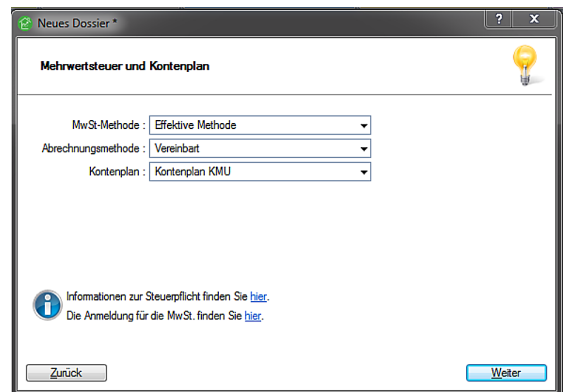 Neues Dossier *
? X
Mehrwertsteuer und Kontenplan
MwSt-Methode : Effektive Methode
Abrechnungsmethode : Vereinbart
Kontenplan : Kontenplan KMU
Informationen zur Steuerpflicht finden Sie hier.
Die Anmeldung für die MwSt. finden Sie hier.
Zurück Weiter